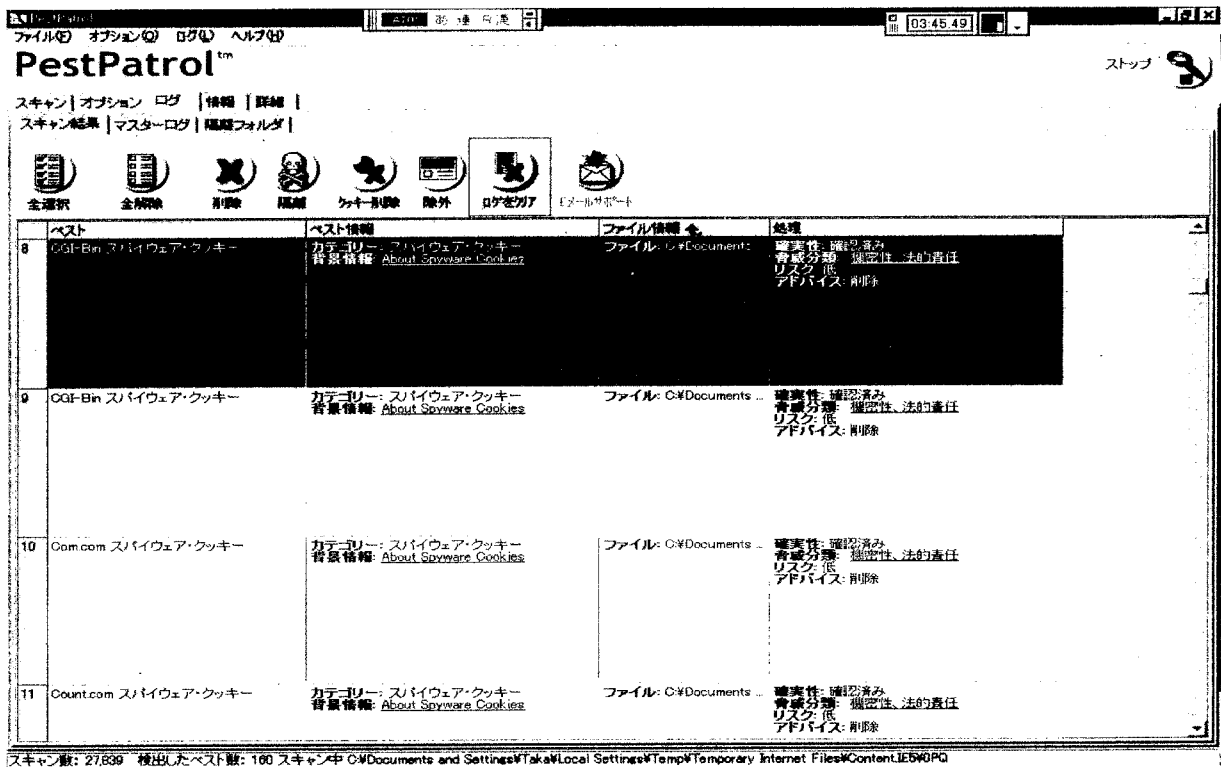 PestPatrol
ファイル(F) オプション(O) ログ(L) ヘルプ(H)
03:45.49
PestPatrol™
ストップ
スキャン オプション ログ 情報 詳細
スキャン結果 マスターログ 隔離フォルダ
全選択 全解除 削除 隔離 クッキー削除 除外 ログをクリア Eメールサポート
ペスト ペスト情報 ファイル情報 処理
8 CGI-Bin スパイウェア・クッキー カテゴリー: スパイウェア・クッキー ファイル: C:¥Documents 確実性: 確認済み
背景情報: About Spyware Cookies 脅威分類: 機密性、法的責任
リスク: 低
アドバイス: 削除
9 CGI-Bin スパイウェア・クッキー カテゴリー: スパイウェア・クッキー ファイル: C:¥Documents ... 確実性: 確認済み
背景情報: About Spyware Cookies 脅威分類: 機密性、法的責任
リスク: 低
アドバイス: 削除
10 Com.com スパイウェア・クッキー カテゴリー: スパイウェア・クッキー ファイル: C:¥Documents ... 確実性: 確認済み
背景情報: About Spyware Cookies 脅威分類: 機密性、法的責任
リスク: 低
アドバイス: 削除
11 Count.com スパイウェア・クッキー カテゴリー: スパイウェア・クッキー ファイル: C:¥Documents ... 確実性: 確認済み
背景情報: About Spyware Cookies 脅威分類: 機密性、法的責任
リスク: 低
アドバイス: 削除
スキャン数: 27,839 検出したペスト数: 160 スキャン中 C:¥Documents and Settings¥Taka¥Local Settings¥Temp¥Temporary Internet Files¥Content.IE5¥0PQ